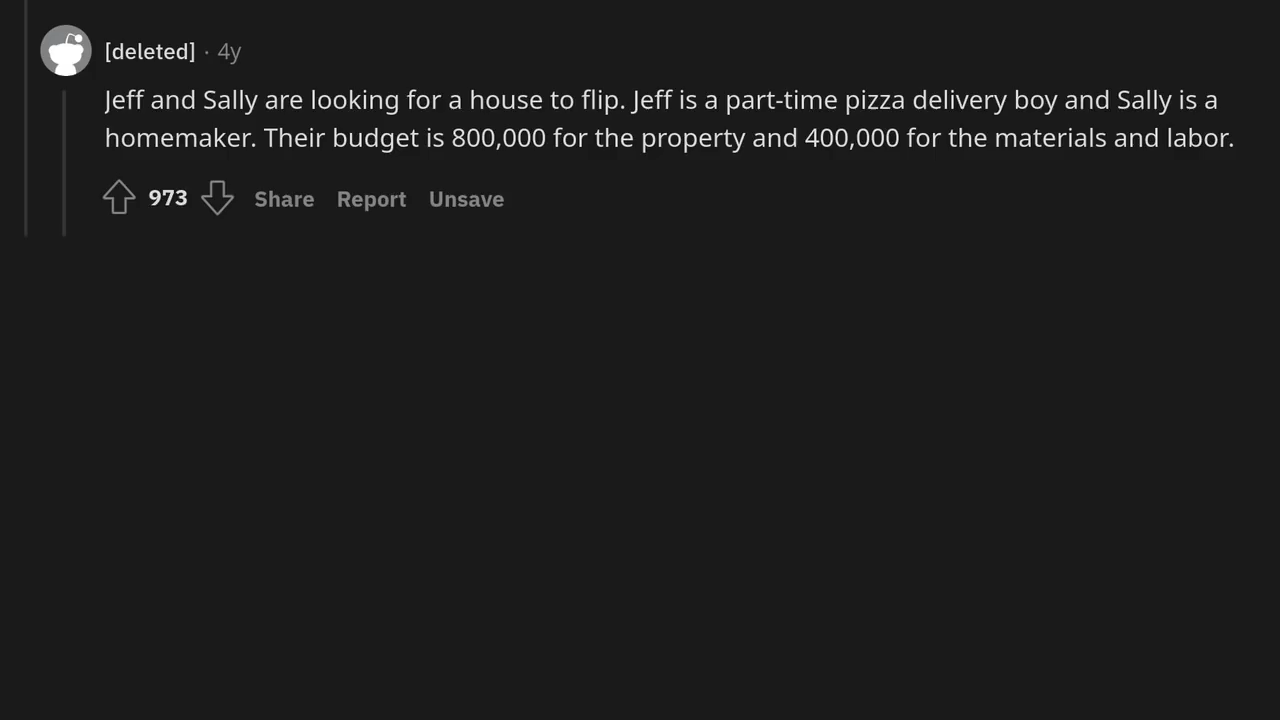 [deleted] · 4y
Jeff and Sally are looking for a house to flip. Jeff is a part-time pizza delivery boy and Sally is a
homemaker. Their budget is 800,000 for the property and 400,000 for the materials and labor.
973 Share Report Unsave